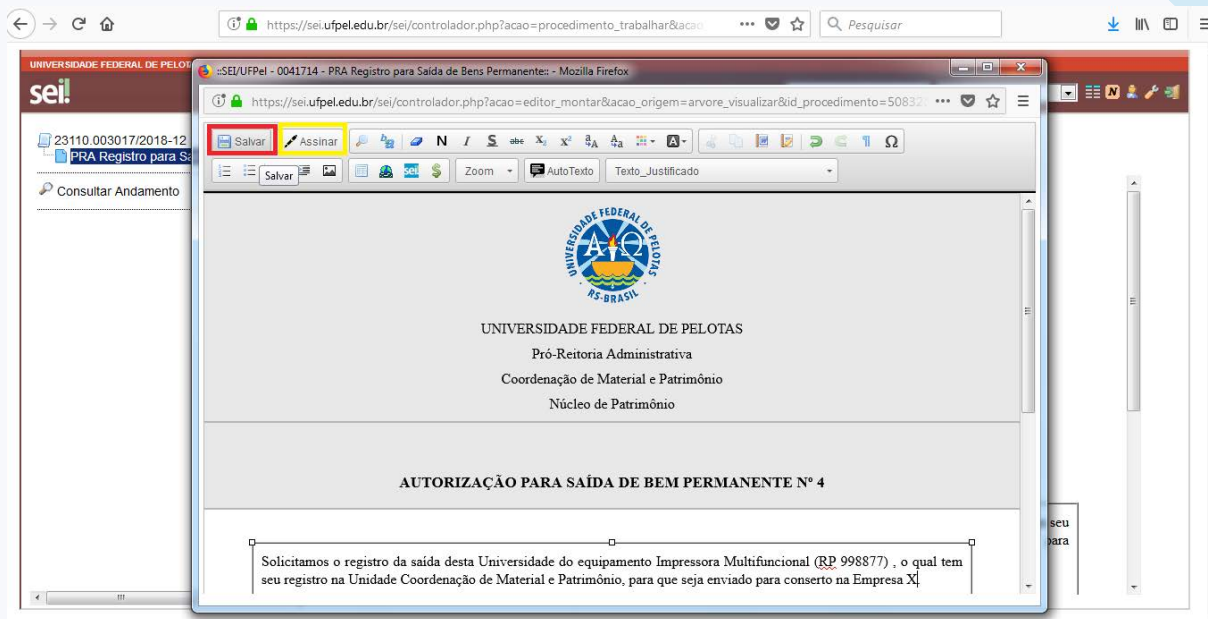 https://sei.ufpel.edu.br/sei/controlador.php?acao=procedimento_trabalhar&acao
Pesquisar
UNIVERSIDADE FEDERAL DE PELOT
sei!
::SEI/UFPel - 0041714 - PRA Registro para Saída de Bens Permanente:: - Mozilla Firefox
https://sei.ufpel.edu.br/sei/controlador.php?acao=editor_montar&acao_origem=arvore_visualizar&id_procedimento=50832
23110.003017/2018-12
PRA Registro para Sa
Consultar Andamento
Salvar Assinar N I S abc X₂ X² Ω
Salvar sei $ Zoom AutoTexto Texto_Justificado
UNIVERSIDADE FEDERAL DE PELOTAS
RS-BRASIL
UNIVERSIDADE FEDERAL DE PELOTAS
Pró-Reitoria Administrativa
Coordenação de Material e Patrimônio
Núcleo de Patrimônio
AUTORIZAÇÃO PARA SAÍDA DE BEM PERMANENTE Nº 4
Solicitamos o registro da saída desta Universidade do equipamento Impressora Multifuncional (RP 998877) , o qual tem
seu registro na Unidade Coordenação de Material e Patrimônio, para que seja enviado para conserto na Empresa X
seu
para